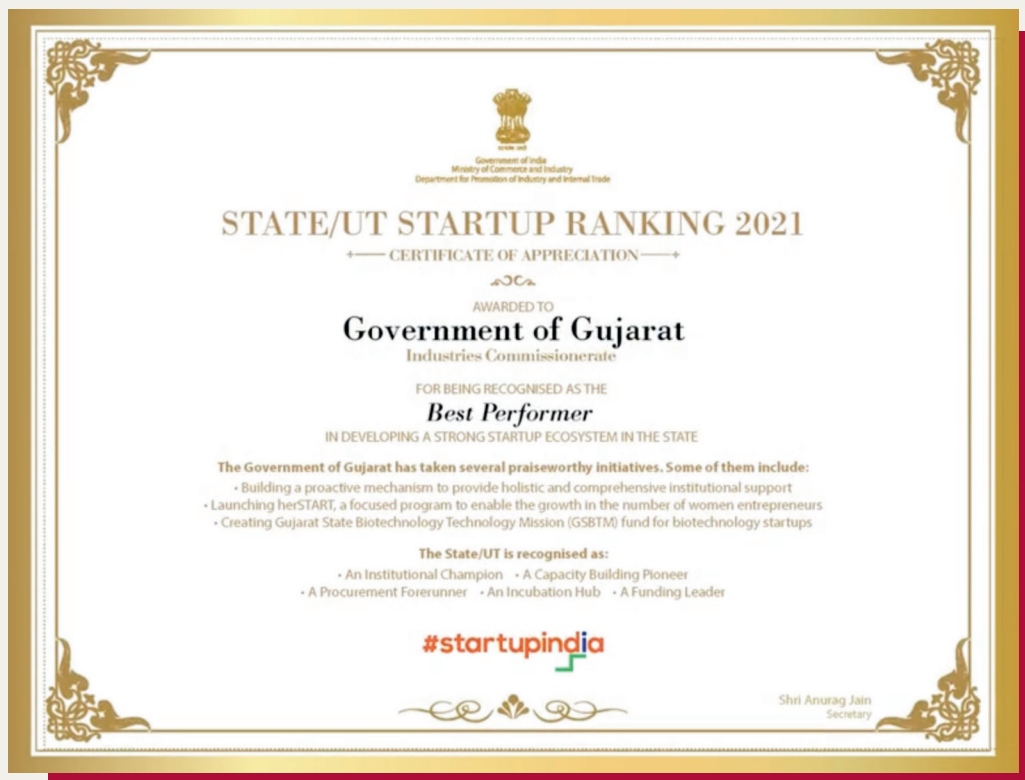 Government of India
Ministry of Commerce and Industry
Department for Promotion of Industry and Internal Trade
STATE/UT STARTUP RANKING 2021
CERTIFICATE OF APPRECIATION
AWARDED TO
Government of Gujarat
Industries Commissionerate
FOR BEING RECOGNISED AS THE
Best Performer
IN DEVELOPING A STRONG STARTUP ECOSYSTEM IN THE STATE
The Government of Gujarat has taken several praiseworthy initiatives. Some of them include:
• Building a proactive mechanism to provide holistic and comprehensive institutional support
• Launching herSTART, a focused program to enable the growth in the number of women entrepreneurs
• Creating Gujarat State Biotechnology Technology Mission (GSBTM) fund for biotechnology startups
The State/UT is recognised as:
• An Institutional Champion • A Capacity Building Pioneer
• A Procurement Forerunner • An Incubation Hub • A Funding Leader
#startupindia
Shri Anurag Jain
Secretary